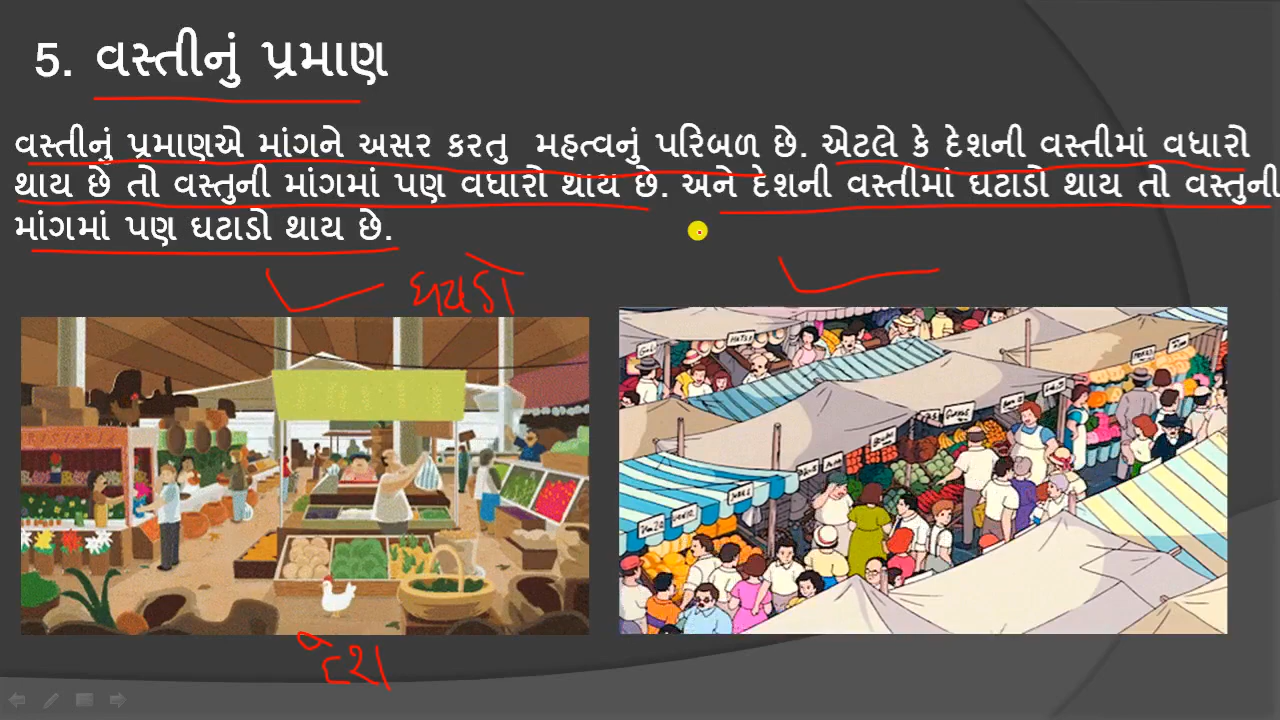 5. વસ્તીનું પ્રમાણ
વસ્તીનું પ્રમાણએ માંગને અસર કરતુ મહત્વનું પરિબળ છે. એટલે કે દેશની વસ્તીમાં વધારો
થાય છે તો વસ્તુની માંગમાં પણ વધારો થાય છે. અને દેશની વસ્તીમાં ઘટાડો થાય તો વસ્તુની
માંગમાં પણ ઘટાડો થાય છે.
ઘટાડો
દેશ